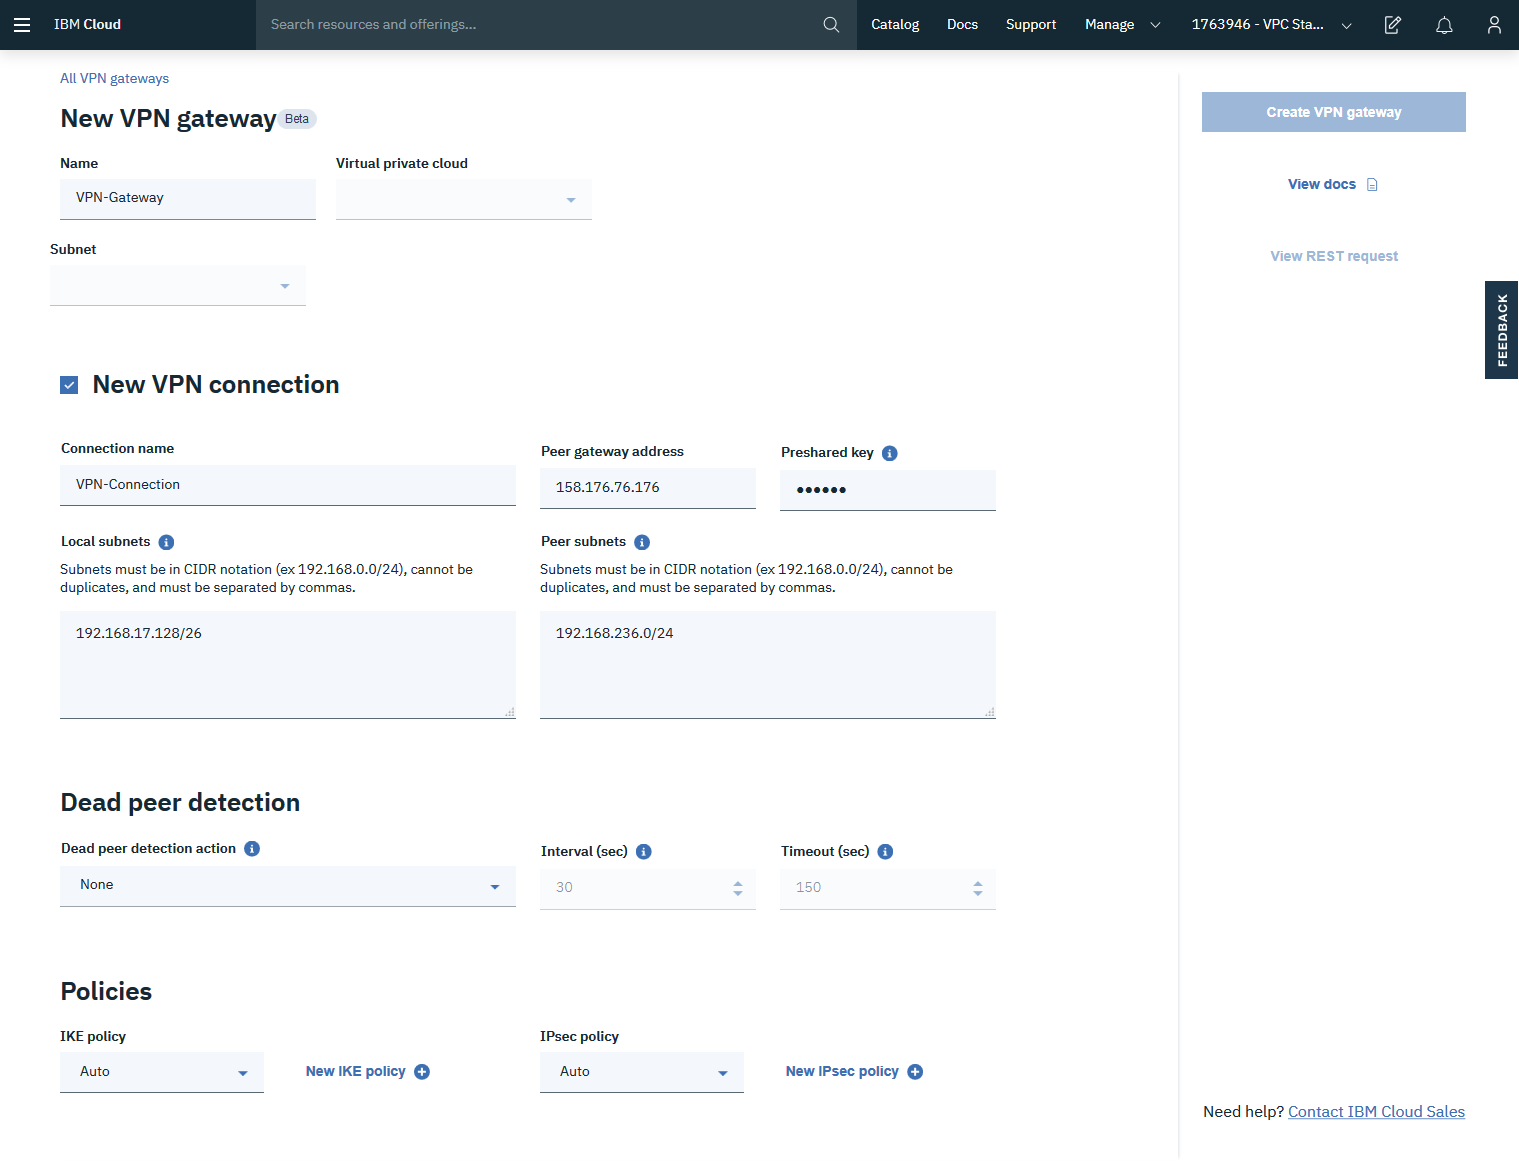 IBM Cloud
Search resources and offerings...
Catalog
Docs
Support
Manage
1763946 - VPC Sta...
All VPN gateways
New VPN gateway Beta
Create VPN gateway
Name
Virtual private cloud
VPN-Gateway
View docs
Subnet
View REST request
FEEDBACK
New VPN connection
Connection name
Peer gateway address
Preshared key
VPN-Connection
158.176.76.176
••••••
Local subnets
Peer subnets
Subnets must be in CIDR notation (ex 192.168.0.0/24), cannot be
duplicates, and must be separated by commas.
Subnets must be in CIDR notation (ex 192.168.0.0/24), cannot be
duplicates, and must be separated by commas.
192.168.17.128/26
192.168.236.0/24
Dead peer detection
Dead peer detection action
Interval (sec)
Timeout (sec)
None
30
150
Policies
IKE policy
IPsec policy
Auto
New IKE policy
Auto
New IPsec policy
Need help? Contact IBM Cloud Sales